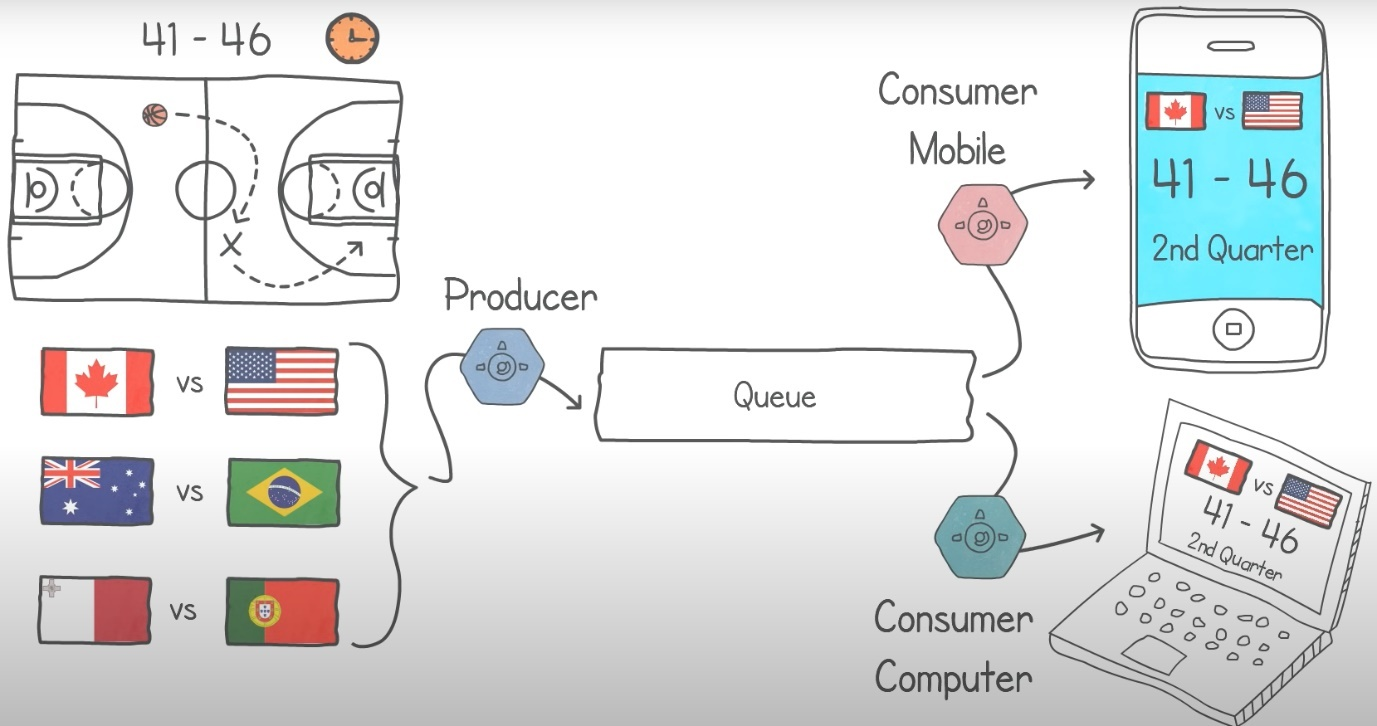 41 - 46
vs
vs
vs
Producer
Queue
Consumer
Mobile
vs
41 - 46
2nd Quarter
Consumer
Computer
vs
41 - 46
2nd Quarter